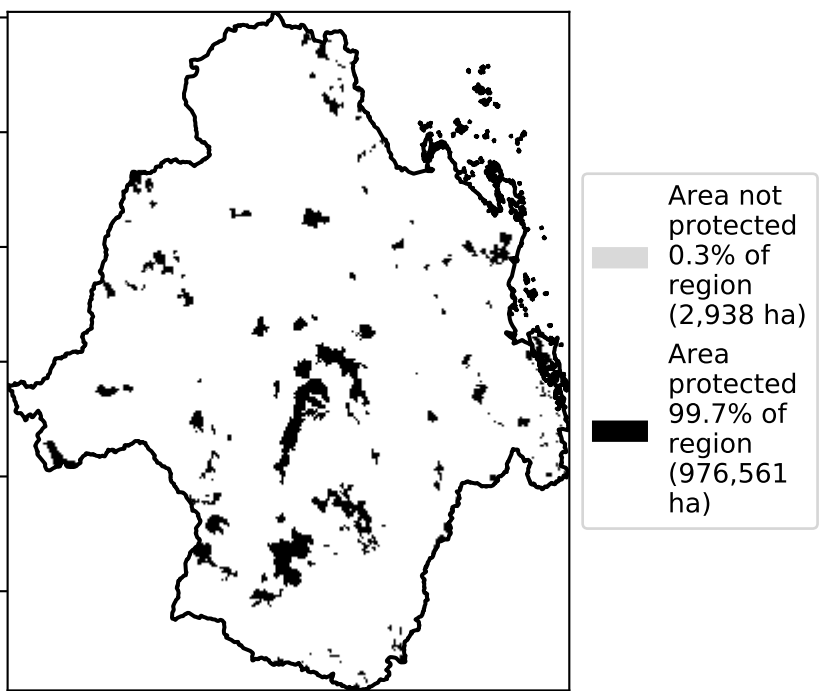 Area not
protected
0.3% of
region
(2,938 ha)
Area
protected
99.7% of
region
(976,561
ha)